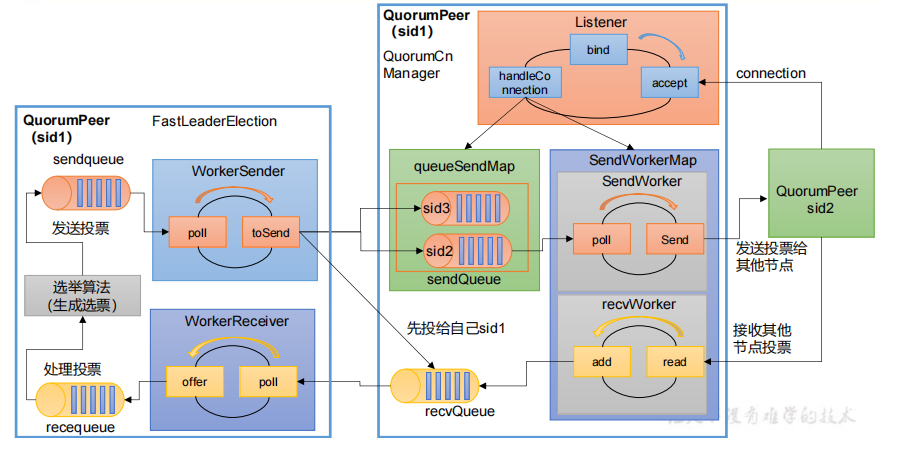 QuorumPeer
（sid1）
FastLeaderElection
sendqueue
发送投票
WorkerSender
poll
toSend
选举算法
（生成选票）
处理投票
recequeue
WorkerReceiver
offer
poll
QuorumPeer
（sid1）
QuorumCn
Manager
Listener
bind
handleCo
nnection
accept
connection
queueSendMap
sid3
sid2
sendQueue
先投给自己sid1
recvQueue
SendWorkerMap
SendWorker
poll
Send
recvWorker
add
read
QuorumPeer
sid2
发送投票给
其他节点
接收其他
节点投票
没有难学的技术